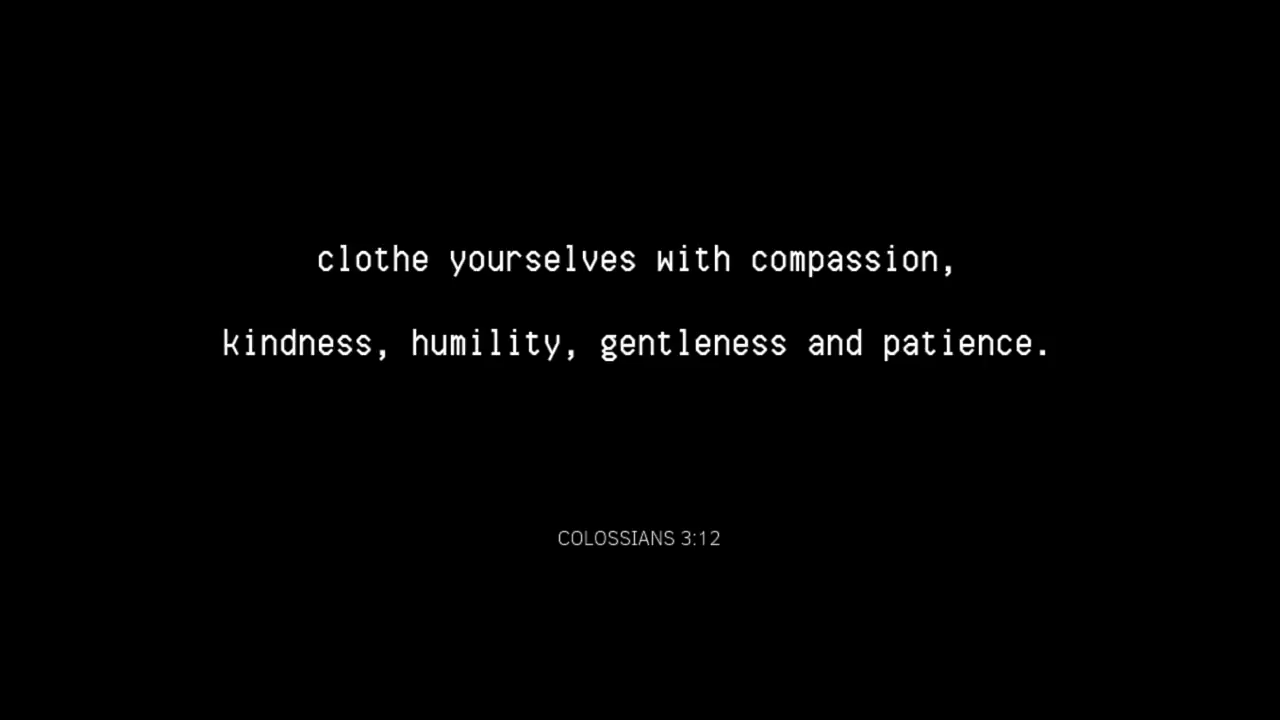 clothe yourselves with compassion,
kindness, humility, gentleness and patience.
COLOSSIANS 3:12